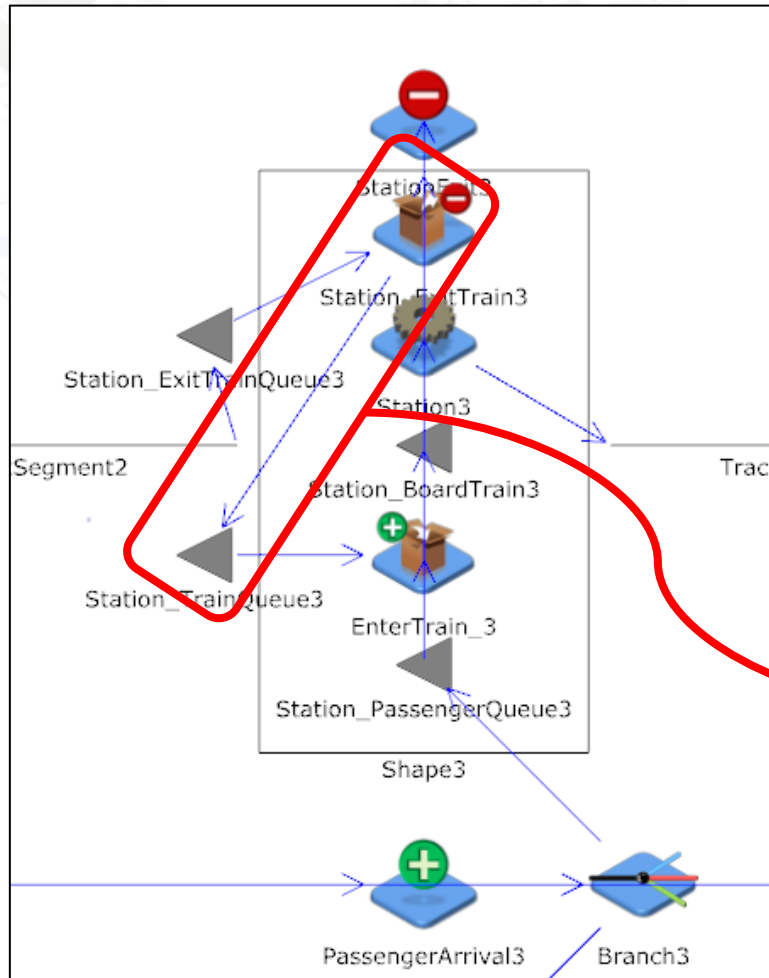 StationExit3
Station_ExitTrain3
Station_ExitTrainQueue3
Station3
Segment2
Trac
Station_BoardTrain3
Station_TrainQueue3
EnterTrain_3
Station_PassengerQueue3
Shape3
PassengerArrival3
Branch3